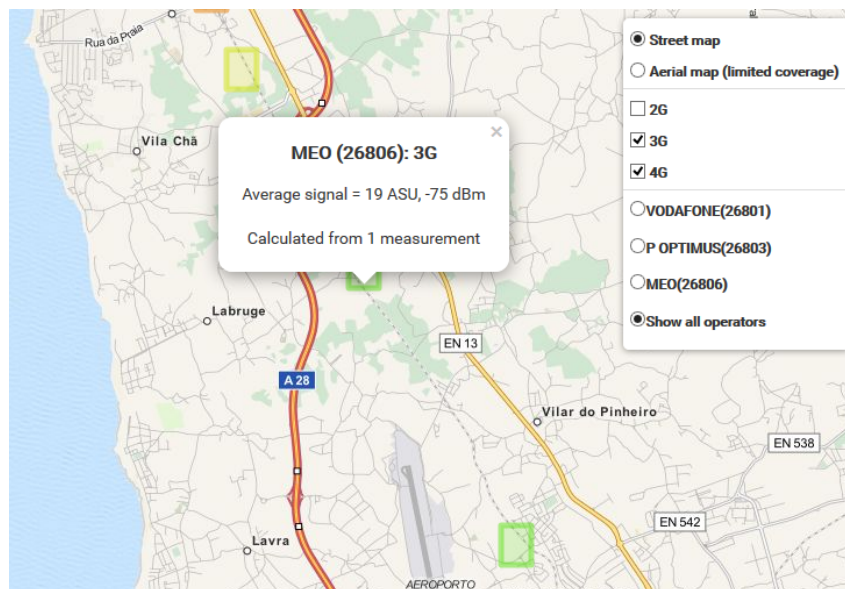 Rua da Praia
Vila Chã
×
MEO (26806): 3G
Average signal = 19 ASU, -75 dBm
Calculated from 1 measurement
Labruge
EN 13
A 28
Vilar do Pinheiro
EN 538
EN 542
Lavra
AEROPORTO
Street map
Aerial map (limited coverage)
2G
3G
4G
VODAFONE(26801)
P OPTIMUS(26803)
MEO(26806)
Show all operators